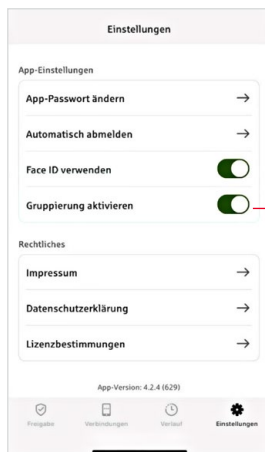 Einstellungen
App-Einstellungen
App-Passwort ändern
Automatisch abmelden
Face ID verwenden
Gruppierung aktivieren
Rechtliches
Impressum
Datenschutzerklärung
Lizenzbestimmungen
App-Version: 4.2.4 (629)
Freigabe Verbindungen Verlauf Einstellungen